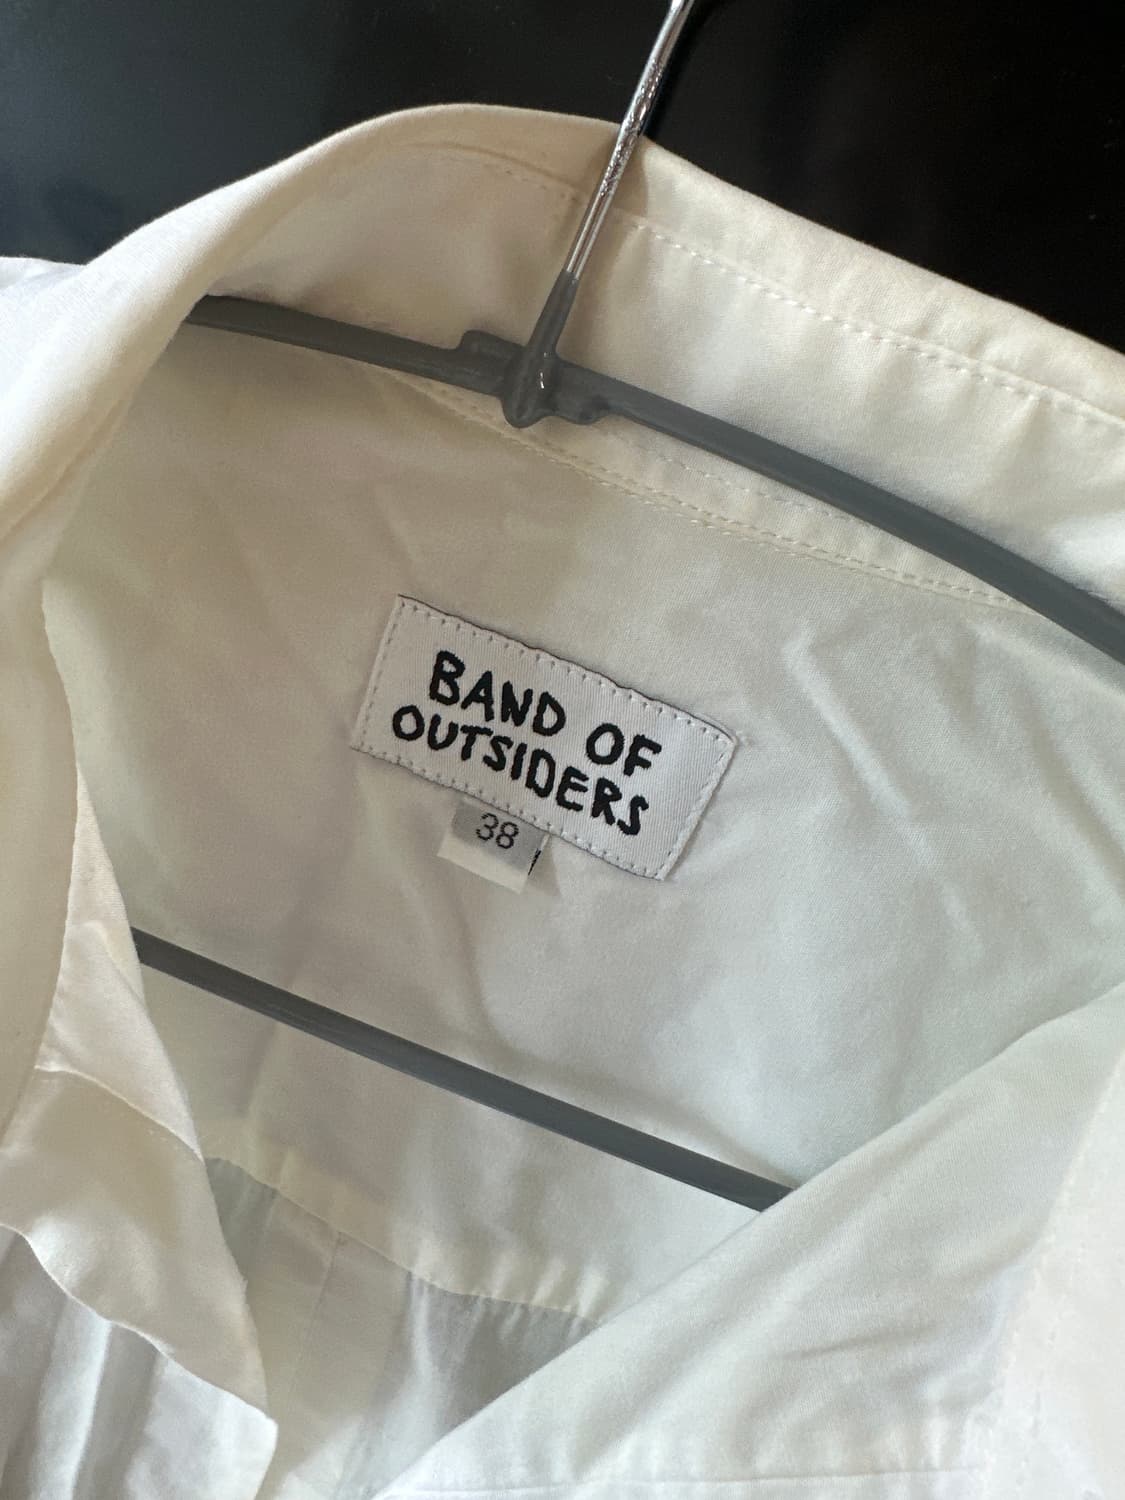 BAND OF
OUTSIDERS
38